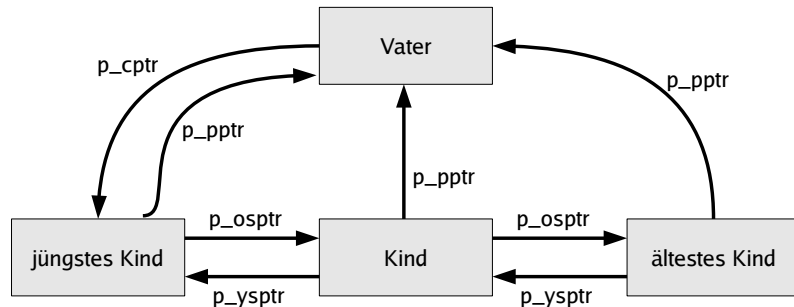 Vater
p_cptr
p_pptr
p_pptr
p_pptr
p_osptr
p_osptr
jüngstes Kind
Kind
ältestes Kind
p_ysptr
p_ysptr